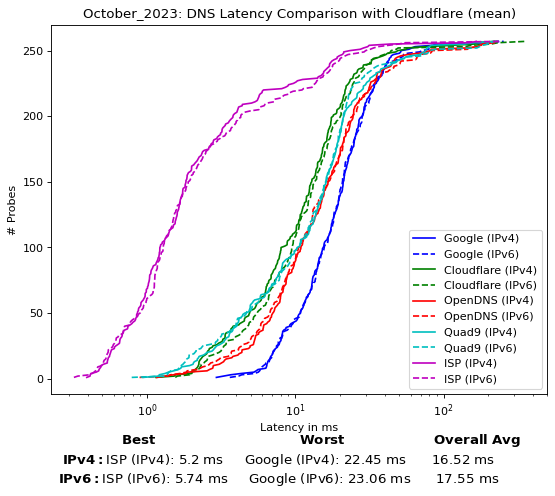 October_2023: DNS Latency Comparison with Cloudflare (mean)
250
200
150
100
50
0
# Probes
10⁰
10¹
10²
Latency in ms
Google (IPv4)
Google (IPv6)
Cloudflare (IPv4)
Cloudflare (IPv6)
OpenDNS (IPv4)
OpenDNS (IPv6)
Quad9 (IPv4)
Quad9 (IPv6)
ISP (IPv4)
ISP (IPv6)
Best Worst Overall Avg
IPv4: ISP (IPv4): 5.2 ms Google (IPv4): 22.45 ms 16.52 ms
IPv6: ISP (IPv6): 5.74 ms Google (IPv6): 23.06 ms 17.55 ms